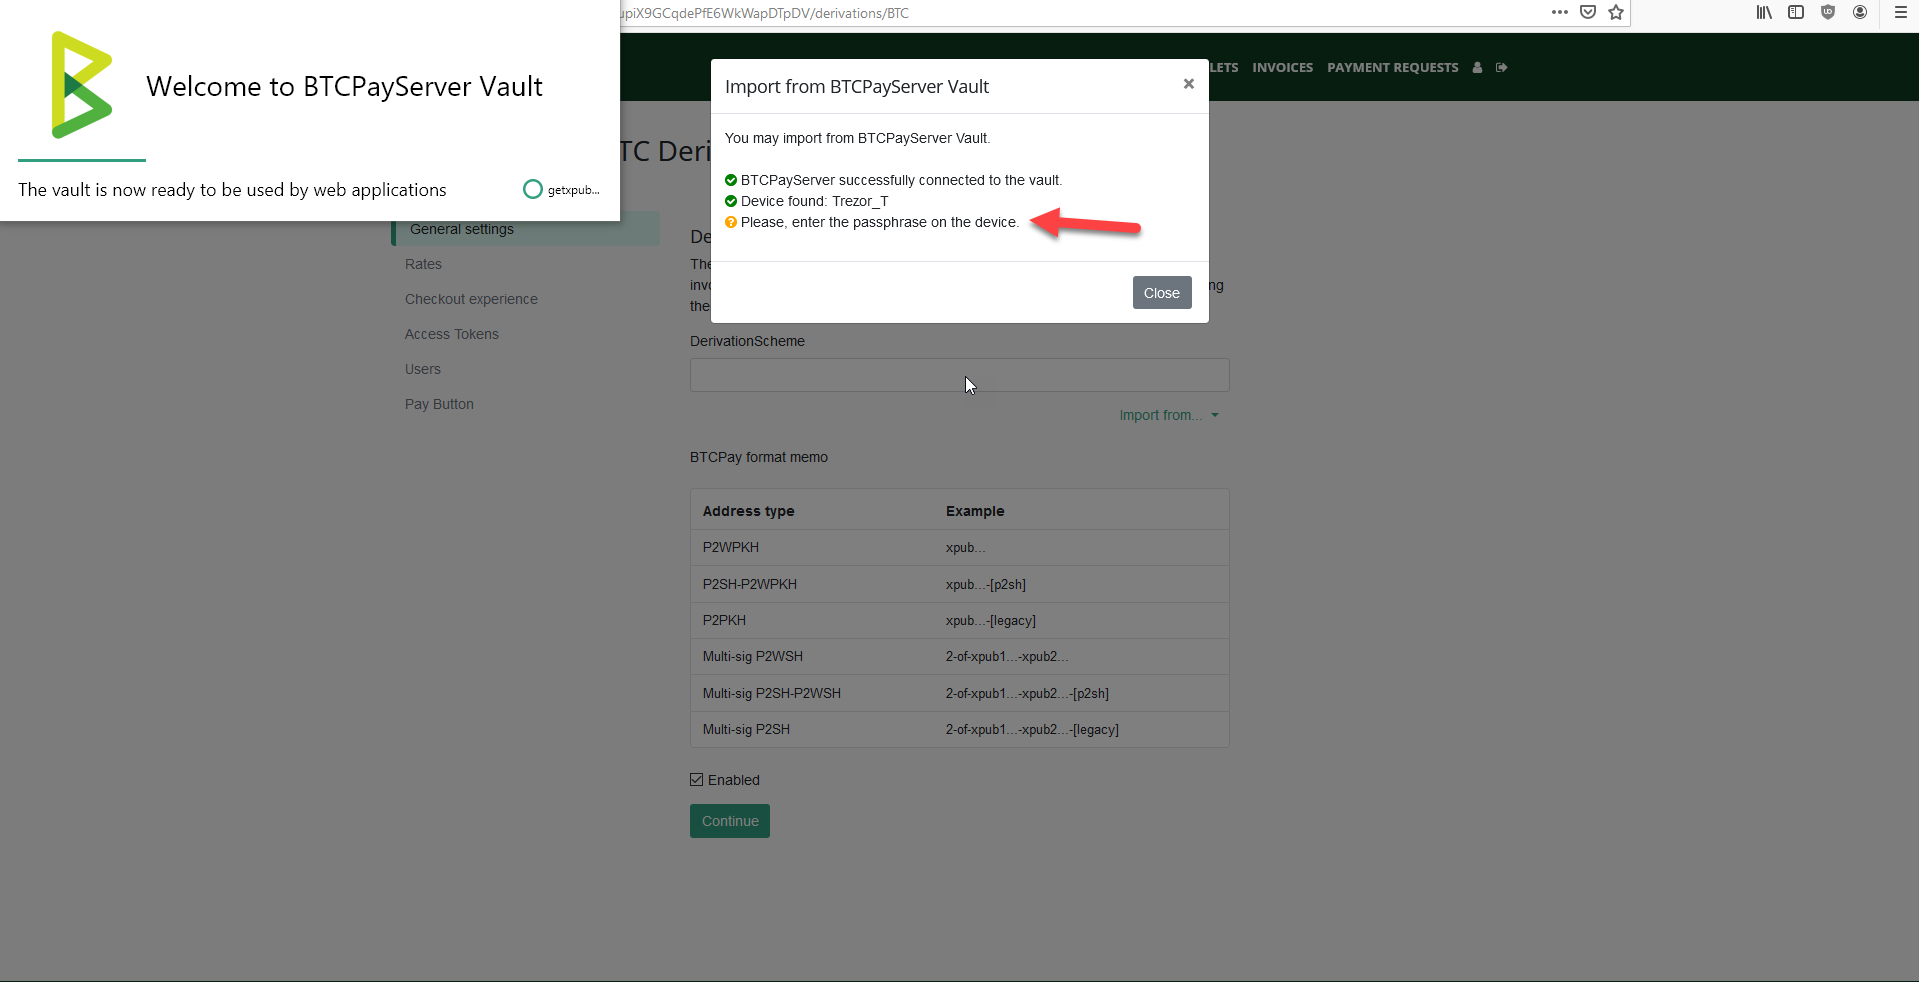 upiX9GCqdePfE6WkWapDTpDV/derivations/BTC
Welcome to BTCPayServer Vault
The vault is now ready to be used by web applications
getxpub...
LETS INVOICES PAYMENT REQUESTS
TC Deri
Import from BTCPayServer Vault
×
You may import from BTCPayServer Vault.
BTCPayServer successfully connected to the vault.
Device found: Trezor_T
Please, enter the passphrase on the device.
Close
General settings
Rates
Checkout experience
Access Tokens
Users
Pay Button
De
The
invo
ng
the
DerivationScheme
Import from...
BTCPay format memo
Address type Example
P2WPKH xpub...
P2SH-P2WPKH xpub...-[p2sh]
P2PKH xpub...-[legacy]
Multi-sig P2WSH 2-of-xpub1...-xpub2...
Multi-sig P2SH-P2WSH 2-of-xpub1...-xpub2...-[p2sh]
Multi-sig P2SH 2-of-xpub1...-xpub2...-[legacy]
Enabled
Continue